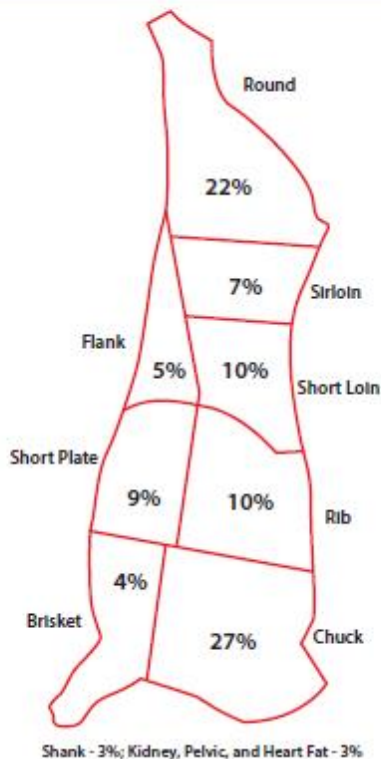 Round
22%
7%
Sirloin
Flank
5%
10%
Short Loin
Short Plate
9%
10%
Rib
4%
Brisket
27%
Chuck
Shank - 3%; Kidney, Pelvic, and Heart Fat - 3%